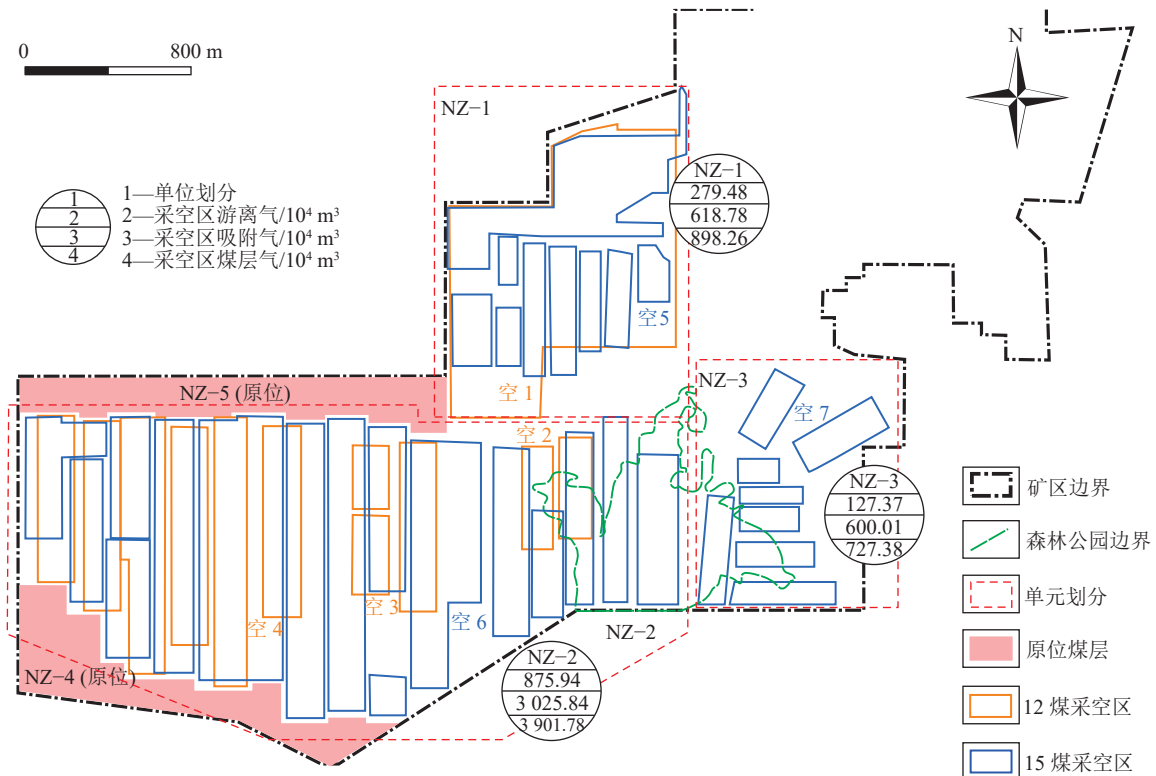 0 800 m
N
NZ−1
1
2
3
4
1—单位划分
2—采空区游离气/10⁴ m³
3—采空区吸附气/10⁴ m³
4—采空区煤层气/10⁴ m³
NZ−1
279.48
618.78
898.26
空 5
空 1
NZ−5 (原位)
NZ−3
空 7
空 2
NZ−3
127.37
600.01
727.38
空 3
空 4
空 6
NZ−2
NZ−4 (原位)
NZ−2
875.94
3 025.84
3 901.78
矿区边界
森林公园边界
单元划分
原位煤层
12 煤采空区
15 煤采空区